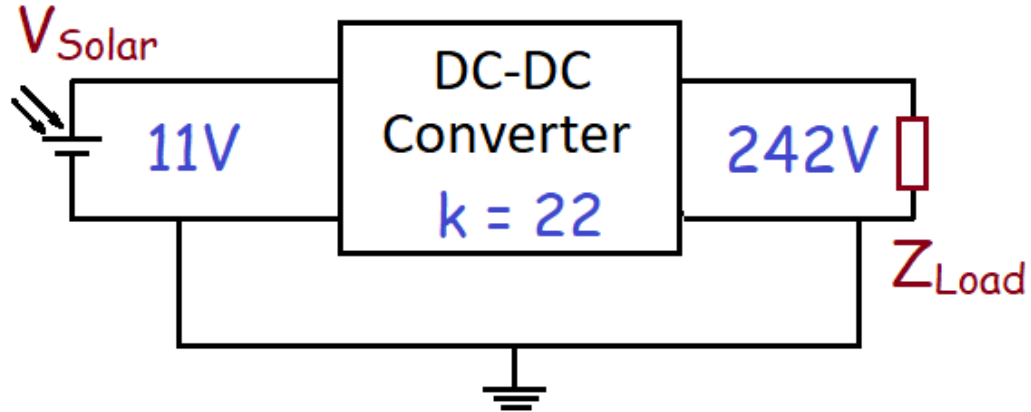 VSolar
DC-DC
Converter
11V
242V
k = 22
ZLoad